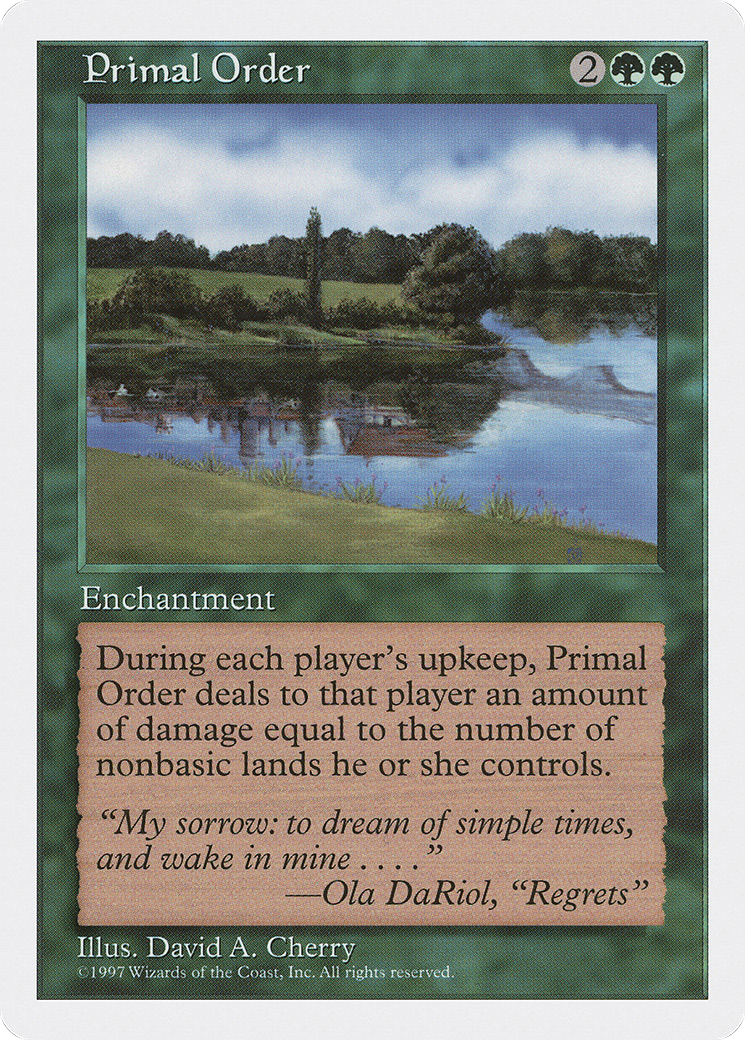 Primal Order 2
Enchantment
During each player's upkeep, Primal
Order deals to that player an amount
of damage equal to the number of
nonbasic lands he or she controls.
“My sorrow: to dream of simple times,
and wake in mine . . . .”
—Ola DaRiol, “Regrets”
Illus. David A. Cherry
©1997 Wizards of the Coast, Inc. All rights reserved.